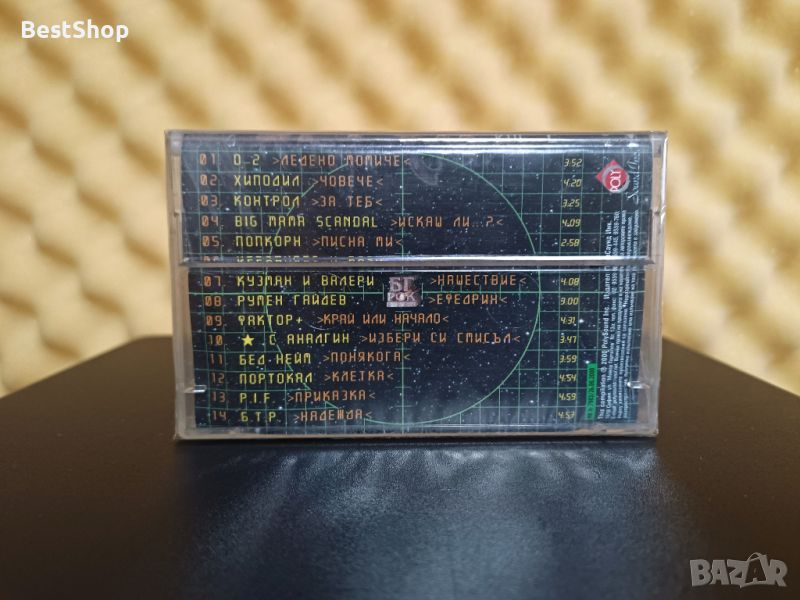 BestShop
01. D_2 >ЛЕДЕНО МОМИЧЕ< 3:52
02. ХИПОДИЛ >ЧОВЕЧЕ< 4:20
03. КОНТРОЛ >ЗА ТЕБ< 3:25
04. BIG MAMA SCANDAL >ИСКАШ ЛИ..?< 4:09
05. ПОПКОРН >ПИСНА МИ< 2:58
07. КУЗМАН И ВАЛЕРИ >НАШЕСТВИЕ< 4:08
08. РУМЕН ГАЙДЕВ >ЕФЕДРИН<
09. ФАКТОР+ >КРАЙ ИЛИ НАЧАЛО< 4:31
10. ★ С АНАЛГИН >ИЗБЕРИ СИ СМИСЪЛ< 3:47
11. БЕД НЕЙМ >ПОНЯКОГА< 3:59
12. ПОРТОКАЛ >КЛЕТКА< 4:54
13. P.I.F. >ПРИКАЗКА< 4:59
14. Б.Т.Р. >НАДЕЖДА< 4:57
БГ
РОК
POLY
BAZAR